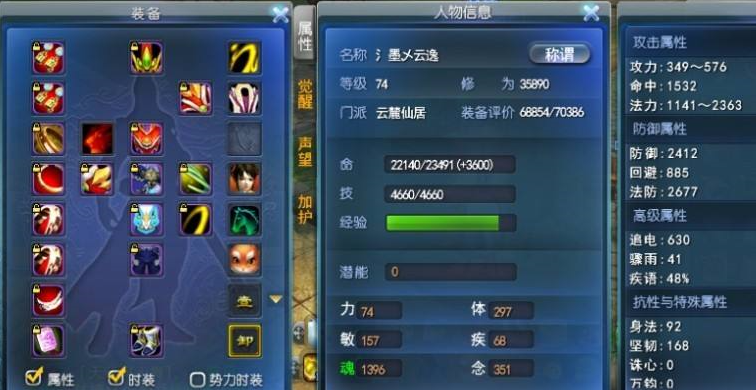 装备
壹
卸
属性
时装
势力时装
属性
觉醒
声望
加护
人物信息
名称 氵墨乄云逸
称谓
等级 74 修 为 35890
门派 云麓仙居 装备评价 68854/70386
命 22140/23491(+3600)
技 4660/4660
经验
潜能 0
力 74 体 297
敏 157 疾 68
魂 1396 念 351
攻击属性
攻力:349～576
命中:1532
法力:1141～2363
防御属性
防御:2412
回避:885
法防:2677
高级属性
追电:630
骤雨:41
疾语:48%
抗性与特殊属性
身法:92
坚韧:168
诛心:0
万钧:0